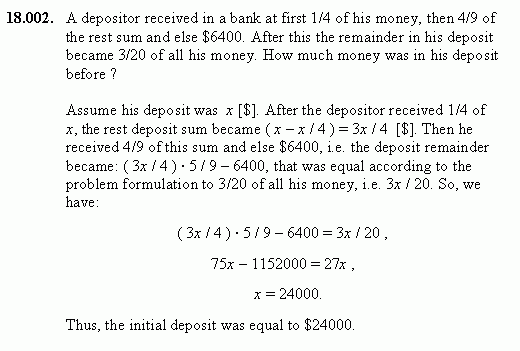 18.002. A depositor received in a bank at first 1/4 of his money, then 4/9 of
the rest sum and else $6400. After this the remainder in his deposit
became 3/20 of all his money. How much money was in his deposit
before ?
Assume his deposit was x [$]. After the depositor received 1/4 of
x, the rest deposit sum became ( x – x / 4 ) = 3x / 4 [$]. Then he
received 4/9 of this sum and else $6400, i.e. the deposit remainder
became: ( 3x / 4 ) · 5 / 9 – 6400, that was equal according to the
problem formulation to 3/20 of all his money, i.e. 3x / 20. So, we
have:
( 3x / 4 ) · 5 / 9 – 6400 = 3x / 20 ,
75x – 1152000 = 27x ,
x = 24000.
Thus, the initial deposit was equal to $24000.